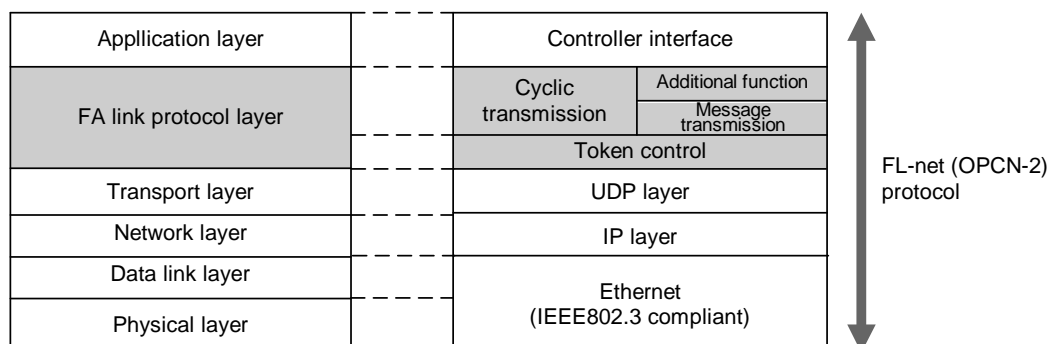 Appllication layer
FA link protocol layer
Transport layer
Network layer
Data link layer
Physical layer
Controller interface
Cyclic
transmission
Additional function
Message
transmission
Token control
UDP layer
IP layer
Ethernet
(IEEE802.3 compliant)
FL-net (OPCN-2)
protocol